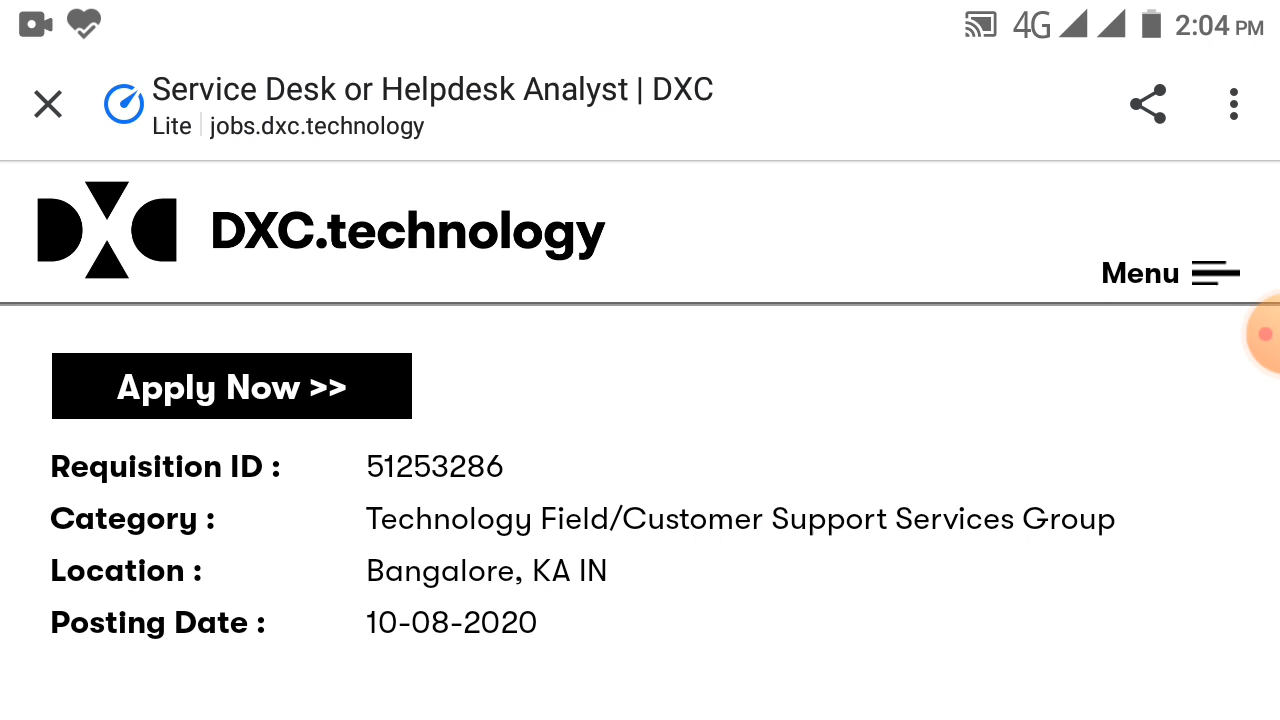 4G 2:04 PM
Service Desk or Helpdesk Analyst | DXC
Lite jobs.dxc.technology
DXC DXC.technology
Menu
Apply Now >>
Requisition ID : 51253286
Category : Technology Field/Customer Support Services Group
Location : Bangalore, KA IN
Posting Date : 10-08-2020